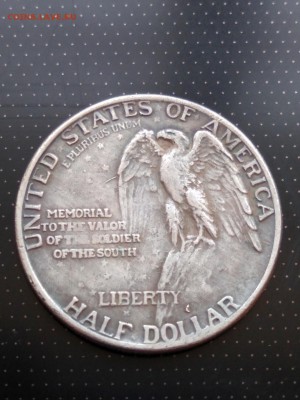 UNITED STATES OF AMERICA
E PLURIBUS UNUM
MEMORIAL
TO THE VALOR
OF THE SOLDIER
OF THE SOUTH
LIBERTY
HALF DOLLAR